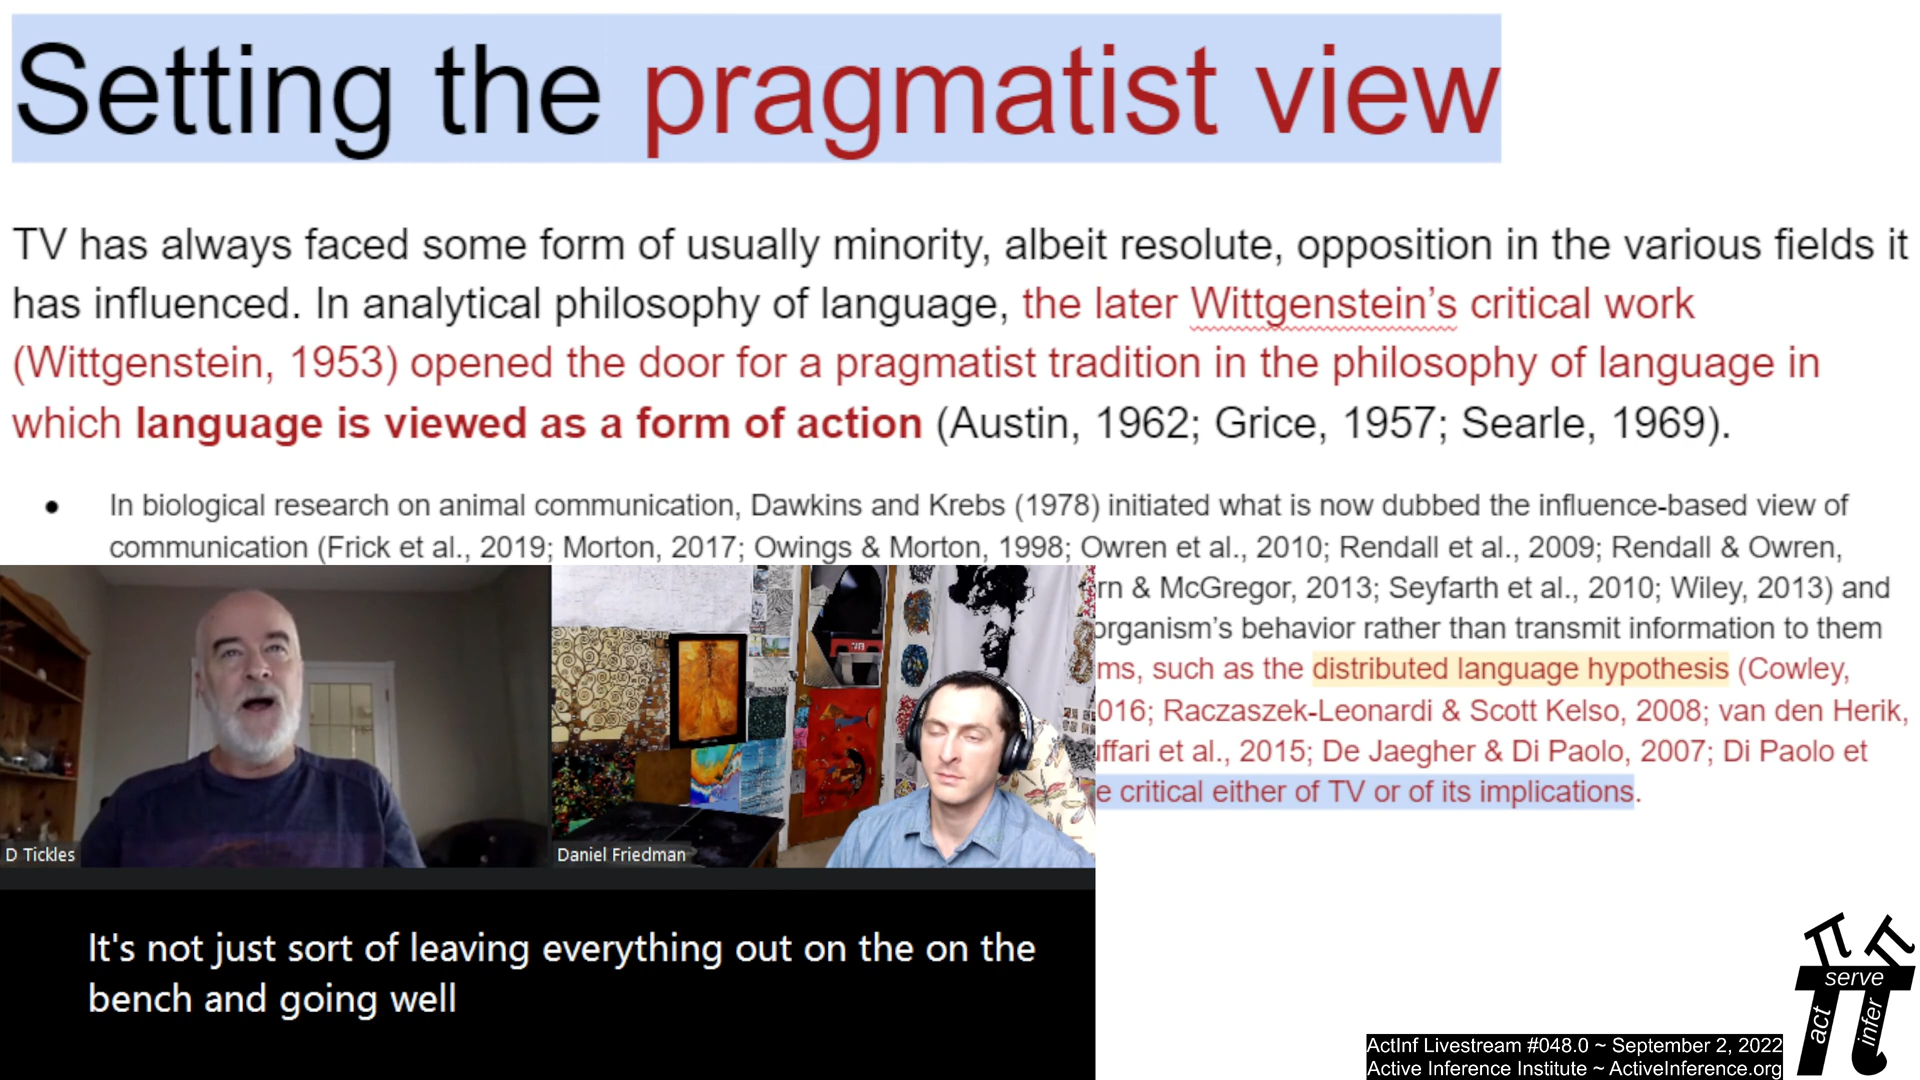 Setting the pragmatist view
TV has always faced some form of usually minority, albeit resolute, opposition in the various fields it
has influenced. In analytical philosophy of language, the later Wittgenstein's critical work
(Wittgenstein, 1953) opened the door for a pragmatist tradition in the philosophy of language in
which language is viewed as a form of action (Austin, 1962; Grice, 1957; Searle, 1969).
● In biological research on animal communication, Dawkins and Krebs (1978) initiated what is now dubbed the influence-based view of
communication (Frick et al., 2019; Morton, 2017; Owings & Morton, 1998; Owren et al., 2010; Rendall et al., 2009; Rendall & Owren,
rn & McGregor, 2013; Seyfarth et al., 2010; Wiley, 2013) and
organism's behavior rather than transmit information to them
ms, such as the distributed language hypothesis (Cowley,
016; Raczaszek-Leonardi & Scott Kelso, 2008; van den Herik,
uffari et al., 2015; De Jaegher & Di Paolo, 2007; Di Paolo et
e critical either of TV or of its implications.
D Tickles
Daniel Friedman
It's not just sort of leaving everything out on the on the
bench and going well
serve
act
infer
ActInf Livestream #048.0 ~ September 2, 2022
Active Inference Institute ~ ActiveInference.org